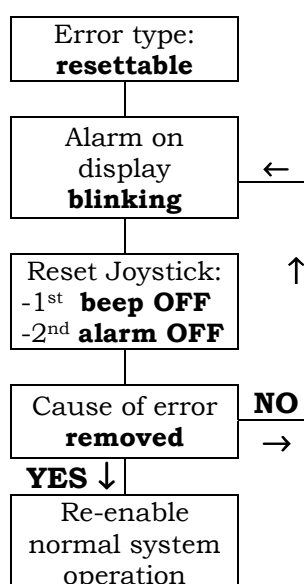 Error type:
resettable
Alarm on
display
blinking
←
Reset Joystick:
-1st beep OFF
-2nd alarm OFF
↑
Cause of error
removed
NO
→
YES ↓
Re-enable
normal system
operation